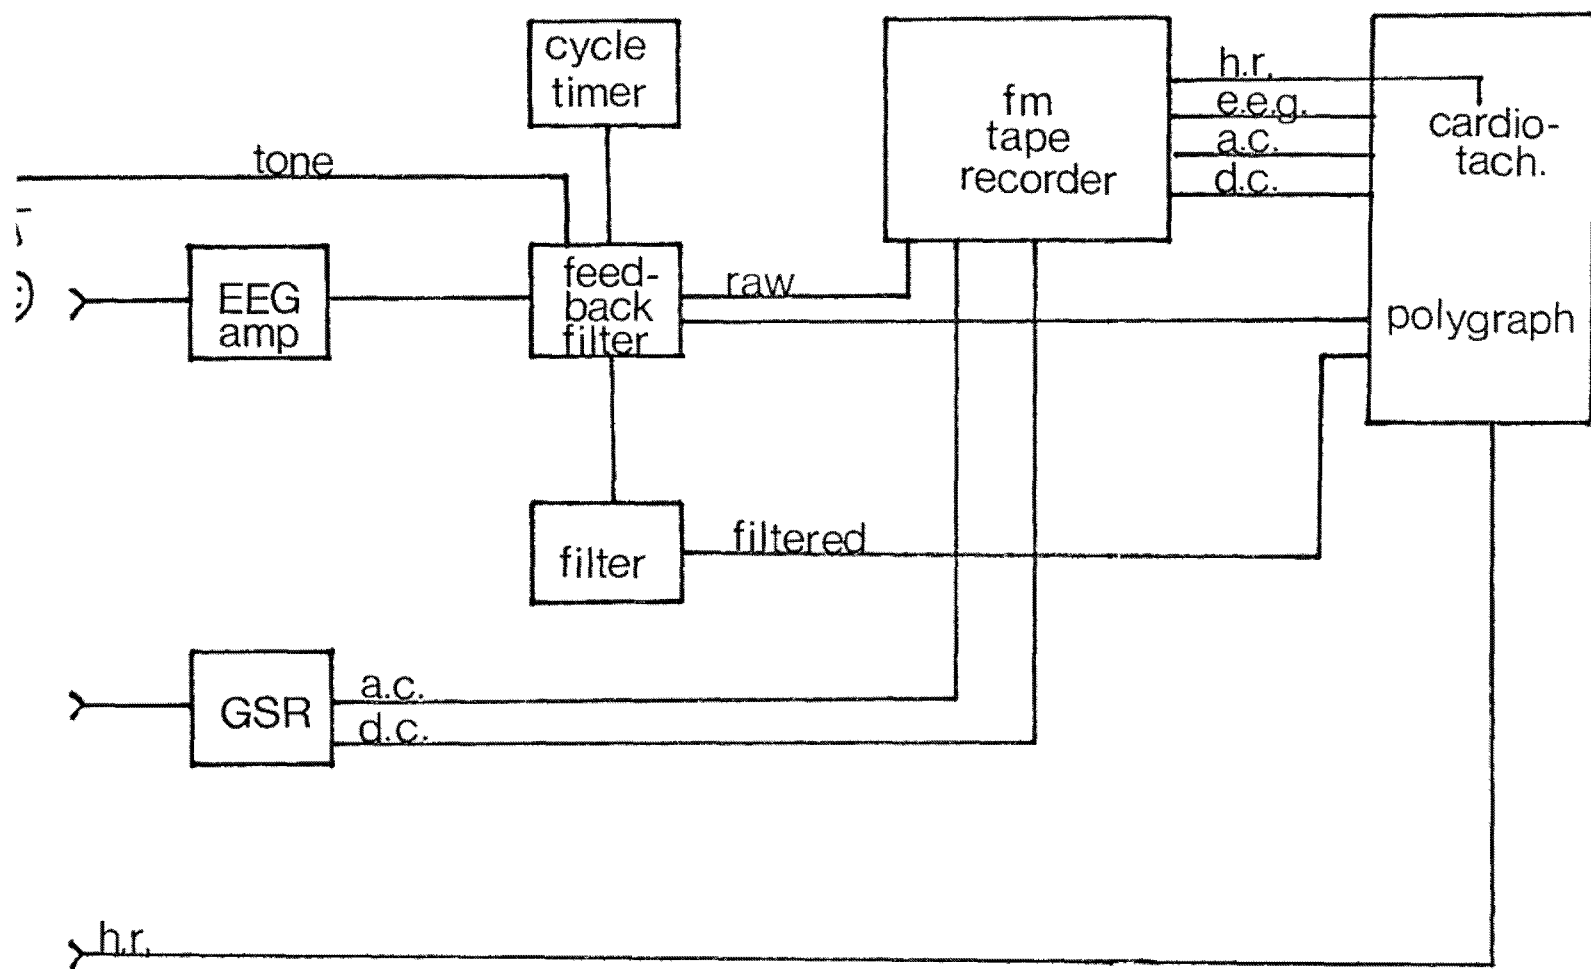 cycle
timer
tone
EEG
amp
feed-
back
filter
raw
fm
tape
recorder
h.r.
e.e.g.
a.c.
d.c.
cardio-
tach.
polygraph
filter
filtered
GSR
a.c.
d.c.
h.r.